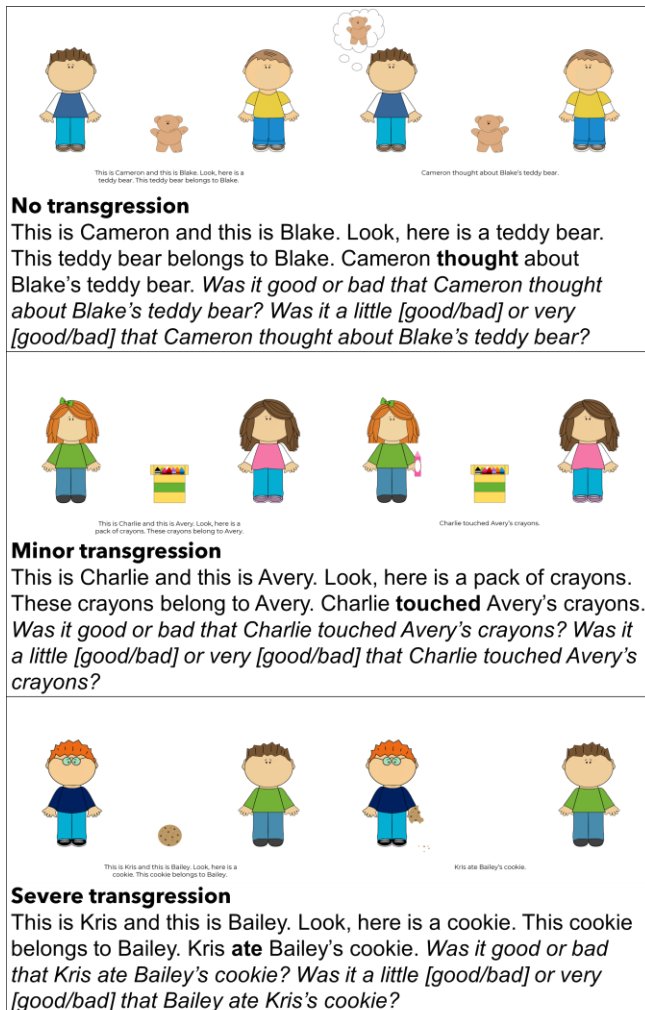 This is Cameron and this is Blake. Look, here is a
teddy bear. This teddy bear belongs to Blake.
Cameron thought about Blake's teddy bear.
No transgression
This is Cameron and this is Blake. Look, here is a teddy bear.
This teddy bear belongs to Blake. Cameron thought about
Blake's teddy bear. Was it good or bad that Cameron thought
about Blake's teddy bear? Was it a little [good/bad] or very
[good/bad] that Cameron thought about Blake's teddy bear?
This is Charlie and this is Avery. Look, here is a
pack of crayons. These crayons belong to Avery.
Charlie touched Avery's crayons.
Minor transgression
This is Charlie and this is Avery. Look, here is a pack of crayons.
These crayons belong to Avery. Charlie touched Avery's crayons.
Was it good or bad that Charlie touched Avery's crayons? Was it
a little [good/bad] or very [good/bad] that Charlie touched Avery's
crayons?
This is Kris and this is Bailey. Look, here is a
cookie. This cookie belongs to Bailey.
Kris ate Bailey's cookie.
Severe transgression
This is Kris and this is Bailey. Look, here is a cookie. This cookie
belongs to Bailey. Kris ate Bailey's cookie. Was it good or bad
that Kris ate Bailey's cookie? Was it a little [good/bad] or very
[good/bad] that Bailey ate Kris's cookie?